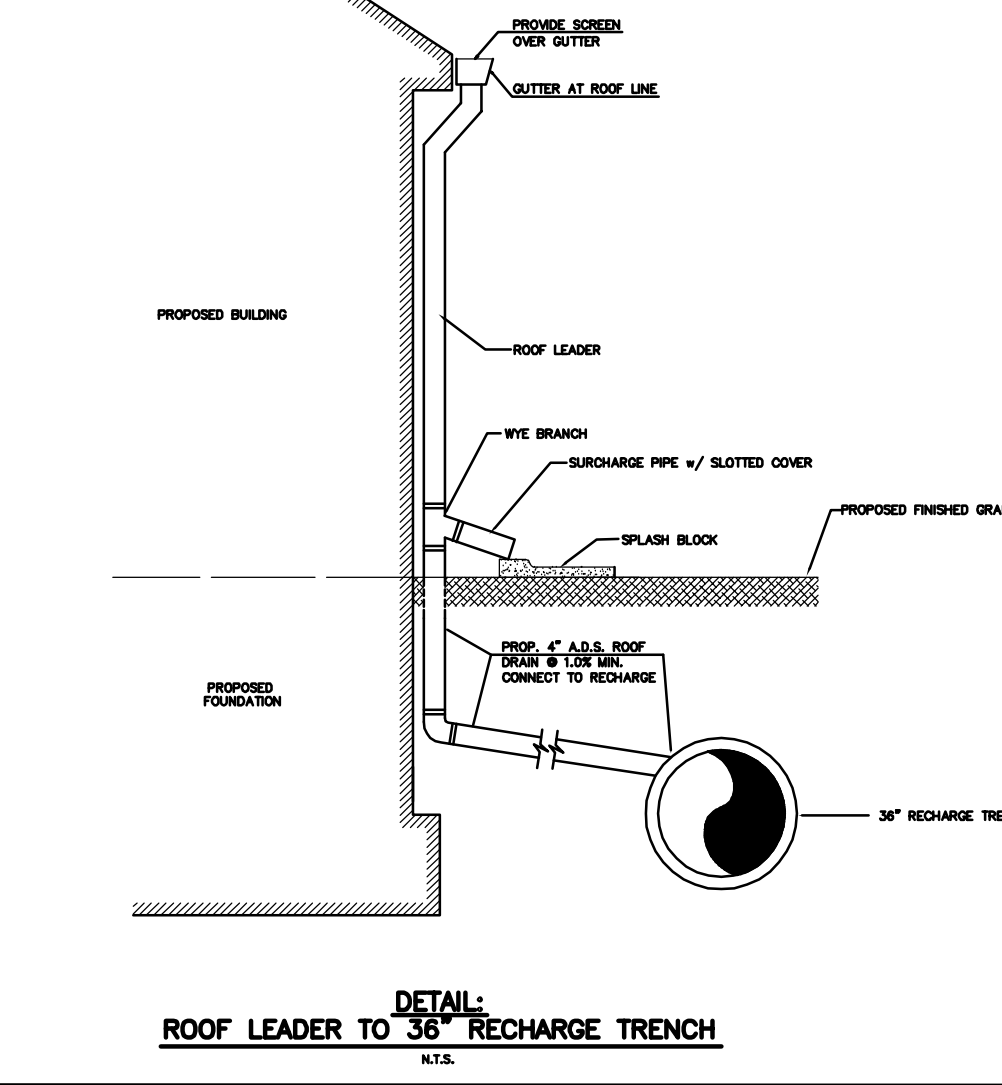 PROVIDE SCREEN
OVER GUTTER
GUTTER AT ROOF LINE
PROPOSED BUILDING
ROOF LEADER
WYE BRANCH
SURCHARGE PIPE w/ SLOTTED COVER
PROPOSED FINISHED
SPLASH BLOCK
PROP. 4" A.D.S. ROOF
DRAIN @ 1.0% MIN.
CONNECT TO RECHARGE
PROPOSED
FOUNDATION
36" RECHARGE
DETAIL:
ROOF LEADER TO 36" RECHARGE TRENCH
N.T.S.